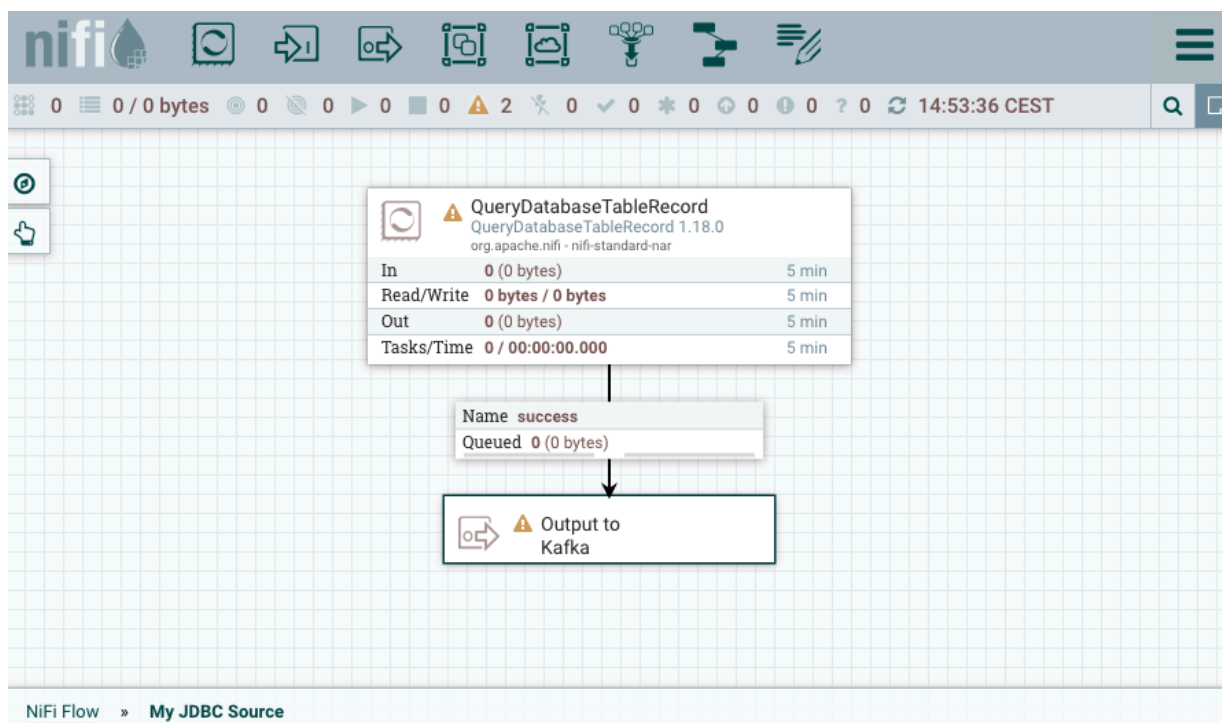 nifi
0 0 / 0 bytes 0 0 0 0 2 0 0 0 0 0 ? 0 14:53:36 CEST
QueryDatabaseTableRecord
QueryDatabaseTableRecord 1.18.0
org.apache.nifi - nifi-standard-nar
In 0 (0 bytes) 5 min
Read/Write 0 bytes / 0 bytes 5 min
Out 0 (0 bytes) 5 min
Tasks/Time 0 / 00:00:00.000 5 min
Name success
Queued 0 (0 bytes)
Output to
Kafka
NiFi Flow » My JDBC Source